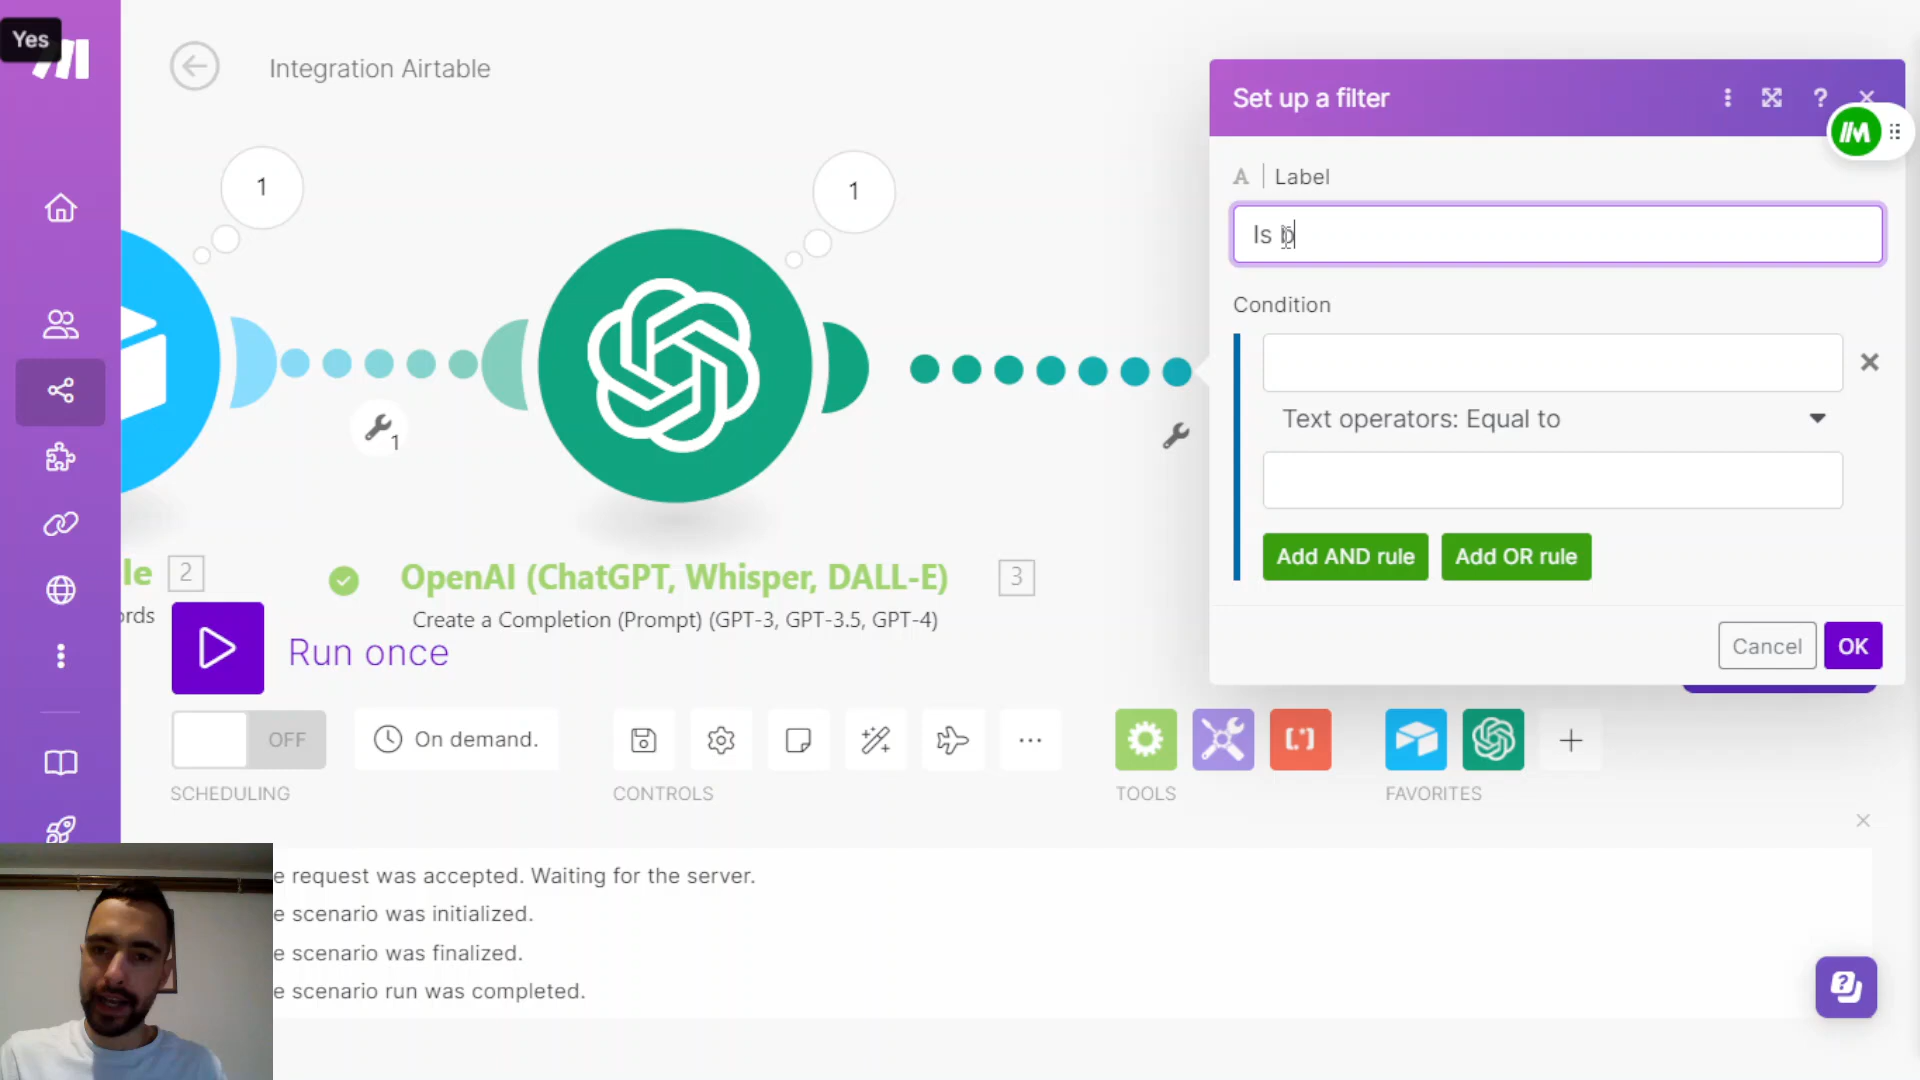 Yes
Integration Airtable
1
1
1
le 2
ords
OpenAI (ChatGPT, Whisper, DALL-E) 3
Create a Completion (Prompt) (GPT-3, GPT-3.5, GPT-4)
Run once
OFF
On demand.
SCHEDULING
CONTROLS
TOOLS
FAVORITES
e request was accepted. Waiting for the server.
e scenario was initialized.
e scenario was finalized.
e scenario run was completed.
Set up a filter
A Label
Is b
Condition
Text operators: Equal to
Add AND rule
Add OR rule
Cancel
OK